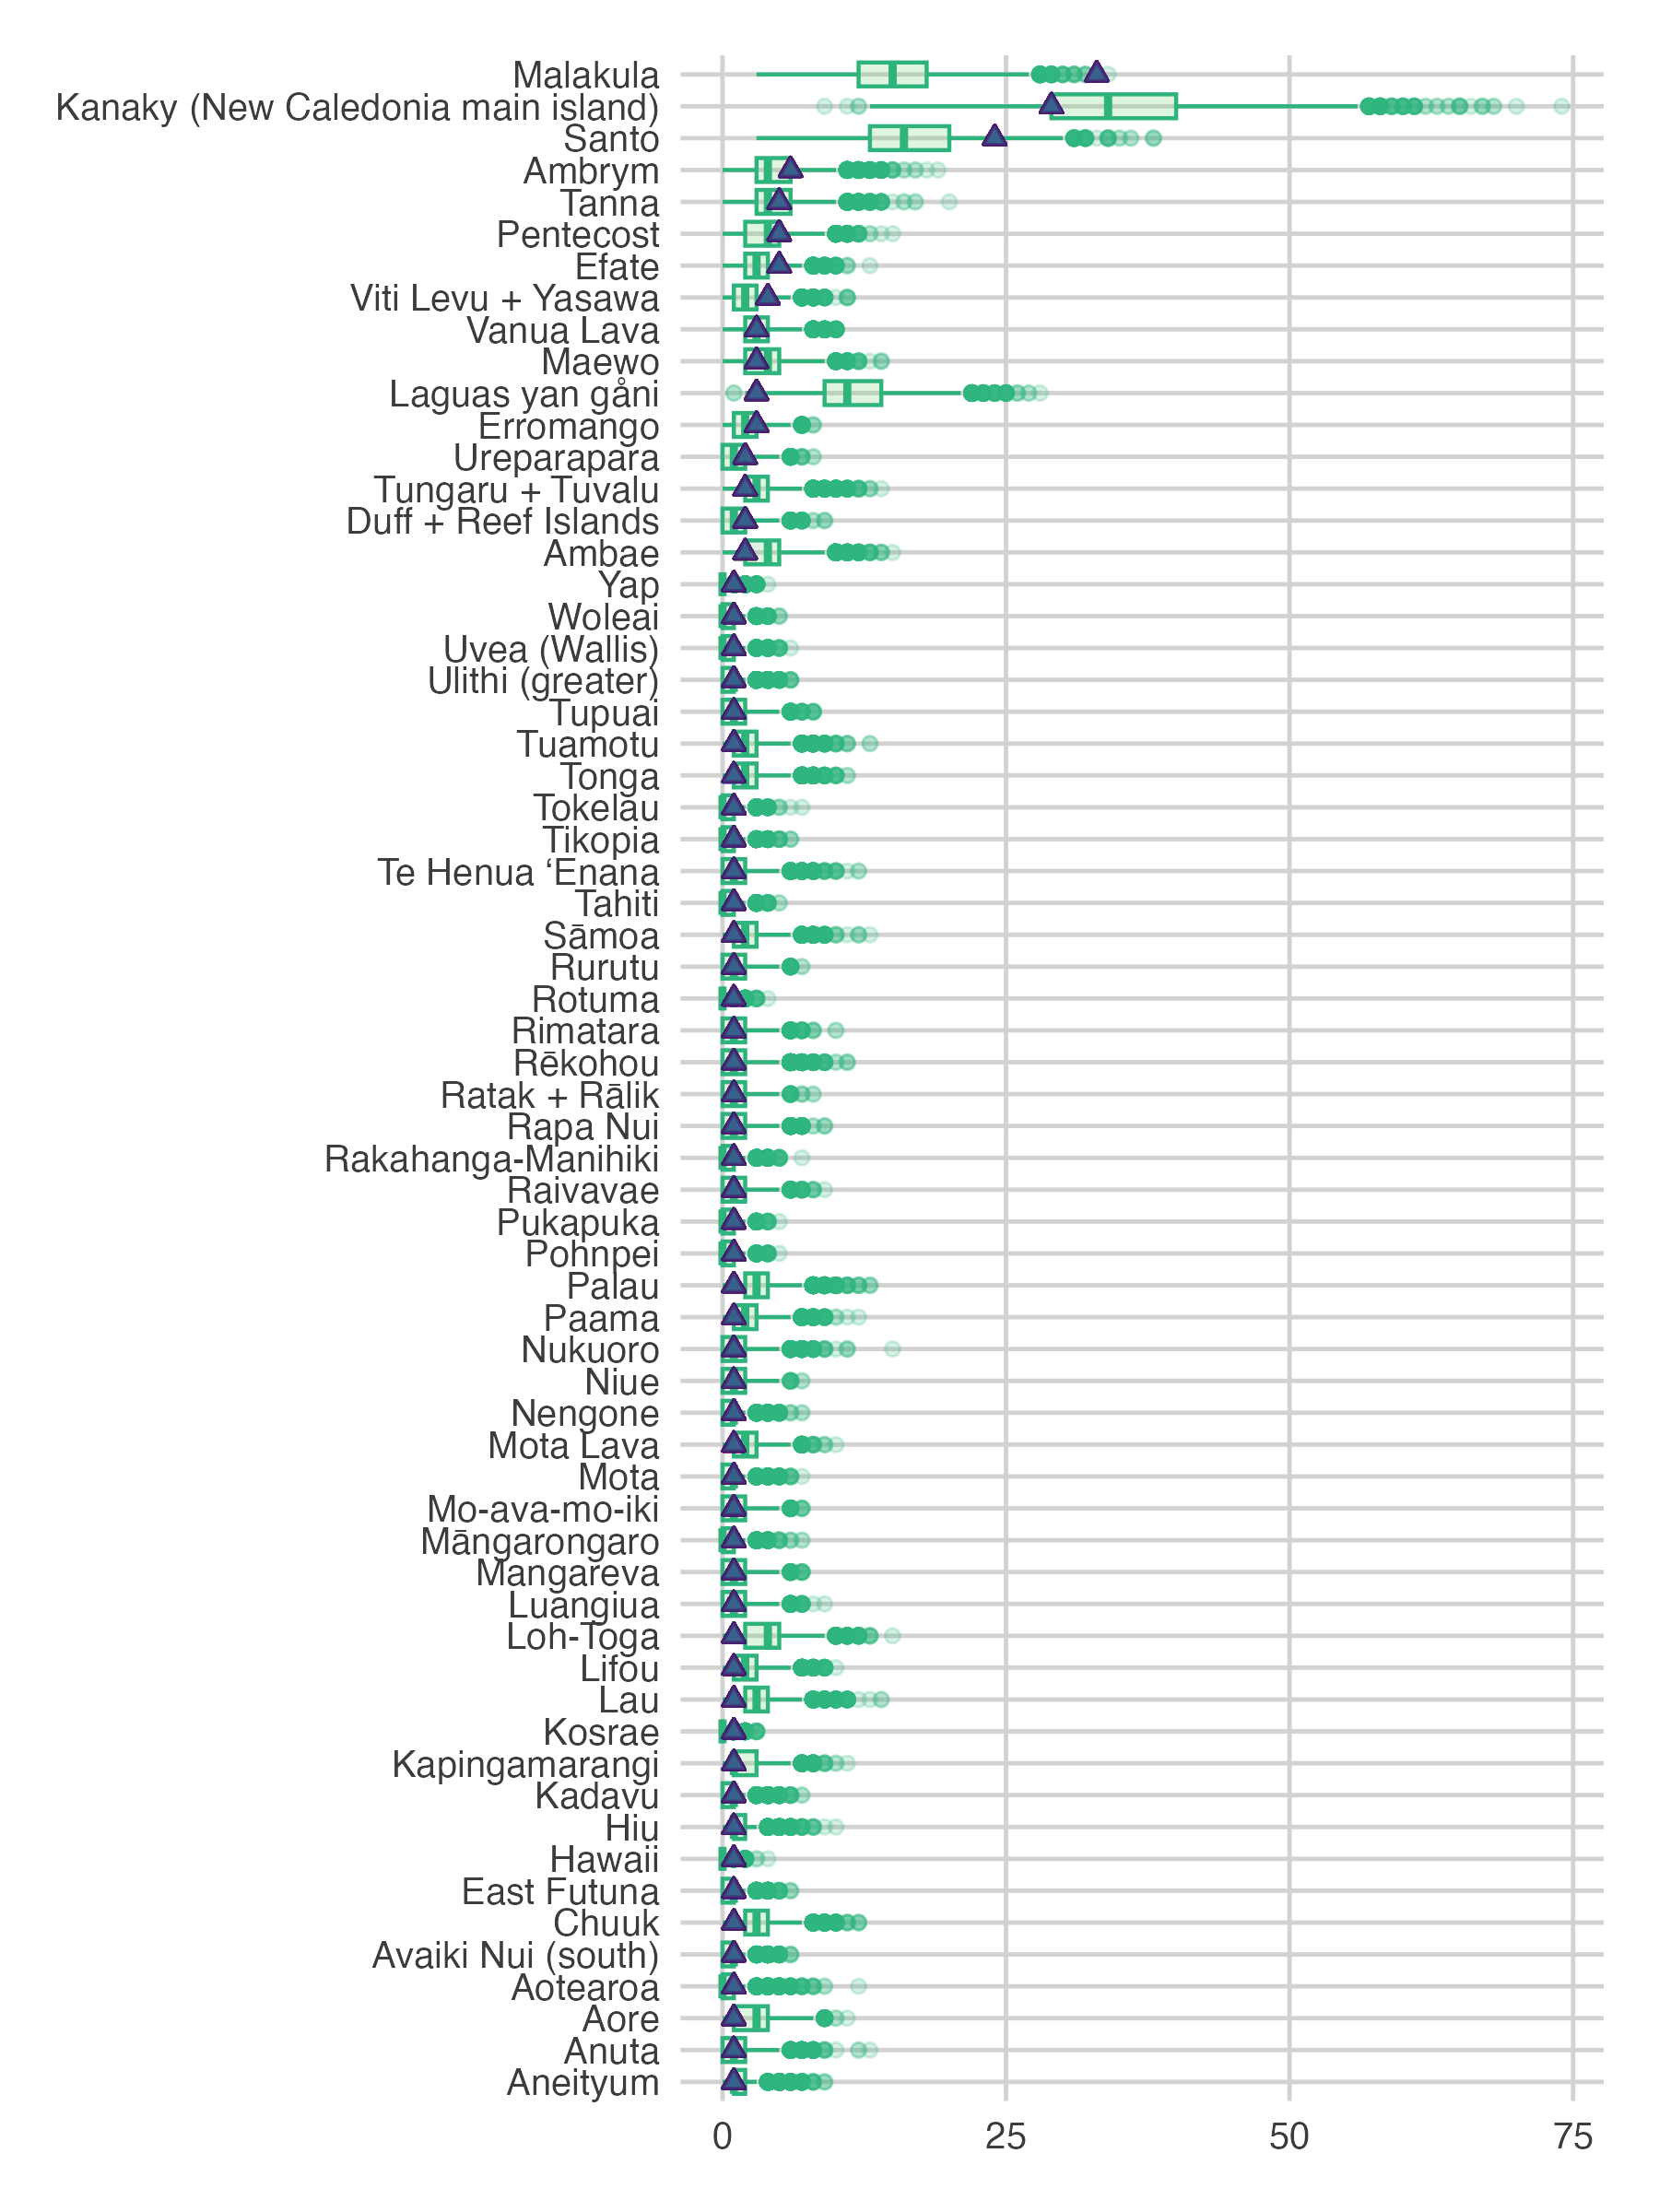 Malakula
Kanaky (New Caledonia main island)
Santo
Ambrym
Tanna
Pentecost
Efate
Viti Levu + Yasawa
Vanua Lava
Maewo
Laguas yan gåni
Erromango
Ureparapara
Tungaru + Tuvalu
Duff + Reef Islands
Ambae
Yap
Woleai
Uvea (Wallis)
Ulithi (greater)
Tupuai
Tuamotu
Tonga
Tokelau
Tikopia
Te Henua ‘Enana
Tahiti
Sāmoa
Rurutu
Rotuma
Rimatara
Rēkohou
Ratak + Rālik
Rapa Nui
Rakahanga-Manihiki
Raivavae
Pukapuka
Pohnpei
Palau
Paama
Nukuoro
Niue
Nengone
Mota Lava
Mota
Mo-ava-mo-iki
Māngarongaro
Mangareva
Luangiua
Loh-Toga
Lifou
Lau
Kosrae
Kapingamarangi
Kadavu
Hiu
Hawaii
East Futuna
Chuuk
Avaiki Nui (south)
Aotearoa
Aore
Anuta
Aneityum
0 25 50 75